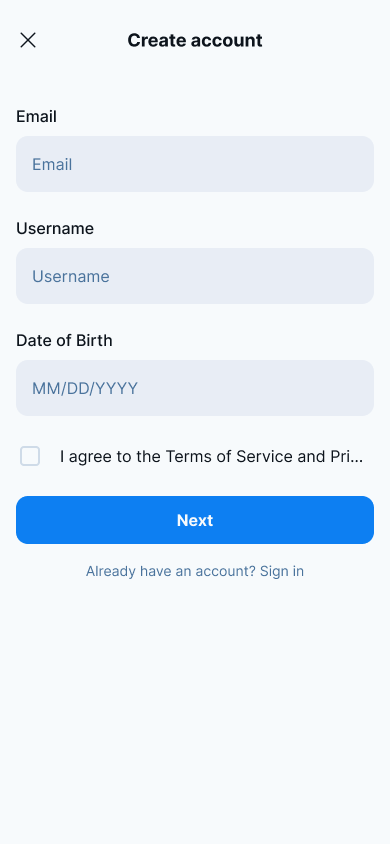 Create account
Email
Email
Username
Username
Date of Birth
MM/DD/YYYY
I agree to the Terms of Service and Pri...
Next
Already have an account? Sign in